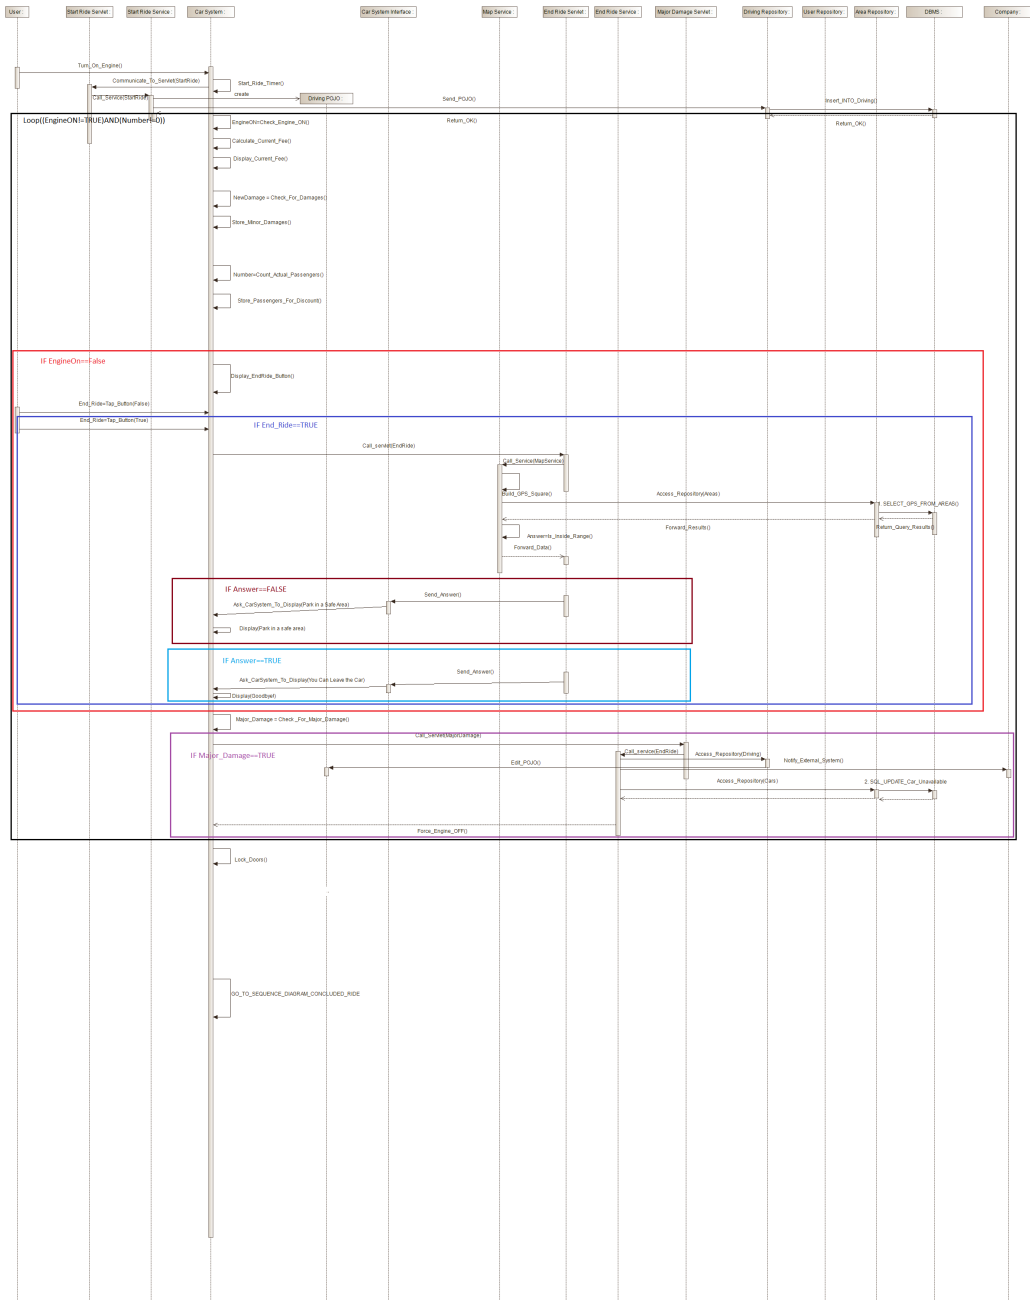 User :
Start Ride Servlet :
Start Ride Service :
Car System :
Car System Interface :
Map Service :
End Ride Servlet :
End Ride Service :
Major Damage Servlet :
Driving Repository :
User Repository :
Area Repository :
DBMS :
Company :
Turn_On_Engine()
Start_Ride_Timer()
Communicate_To_Servlet(StartRide)
Call_Service(StartRide)
create
Driving POJO :
Send_POJO()
Insert_INTO_Driving()
Loop((EngineON!=TRUE)AND(Number!=0))
EngineON=Check_Engine_ON()
Return_OK()
Return_OK()
Calculate_Current_Fee()
Display_Current_Fee()
NewDamage = Check_For_Damages()
Store_Minor_Damages()
Number=Count_Actual_Passengers()
Store_Passengers_For_Discount()
IF EngineOn==False
Display_EndRide_Button()
End_Ride=Tap_Button(False)
End_Ride=Tap_Button(True)
IF End_Ride==TRUE
Call_servlet(EndRide)
Call_Service(MapService)
Build_GPS_Square()
Access_Repository(Areas)
1. SELECT_GPS_FROM_AREAS()
Forward_Results()
Return_Query_Results()
Answer=Is_Inside_Range()
Forward_Data()
IF Answer==FALSE
Send_Answer()
Ask_CarSystem_To_Display(Park in a Safe Area)
Display(Park in a safe area)
IF Answer==TRUE
Send_Answer()
Ask_CarSystem_To_Display(You Can Leave the Car)
Display(Goodbye!)
Major_Damage = Check _For_Major_Damage()
Call_Servlet(MajorDamage)
IF Major_Damage==TRUE
Call_service(EndRide)
Access_Repository(Driving)
Edit_POJO()
Notify_External_System()
Access_Repository(Cars)
2. SQL_UPDATE_Car_Unavailable
Force_Engine_OFF()
Lock_Doors()
GO_TO_SEQUENCE_DIAGRAM_CONCLUDED_RIDE